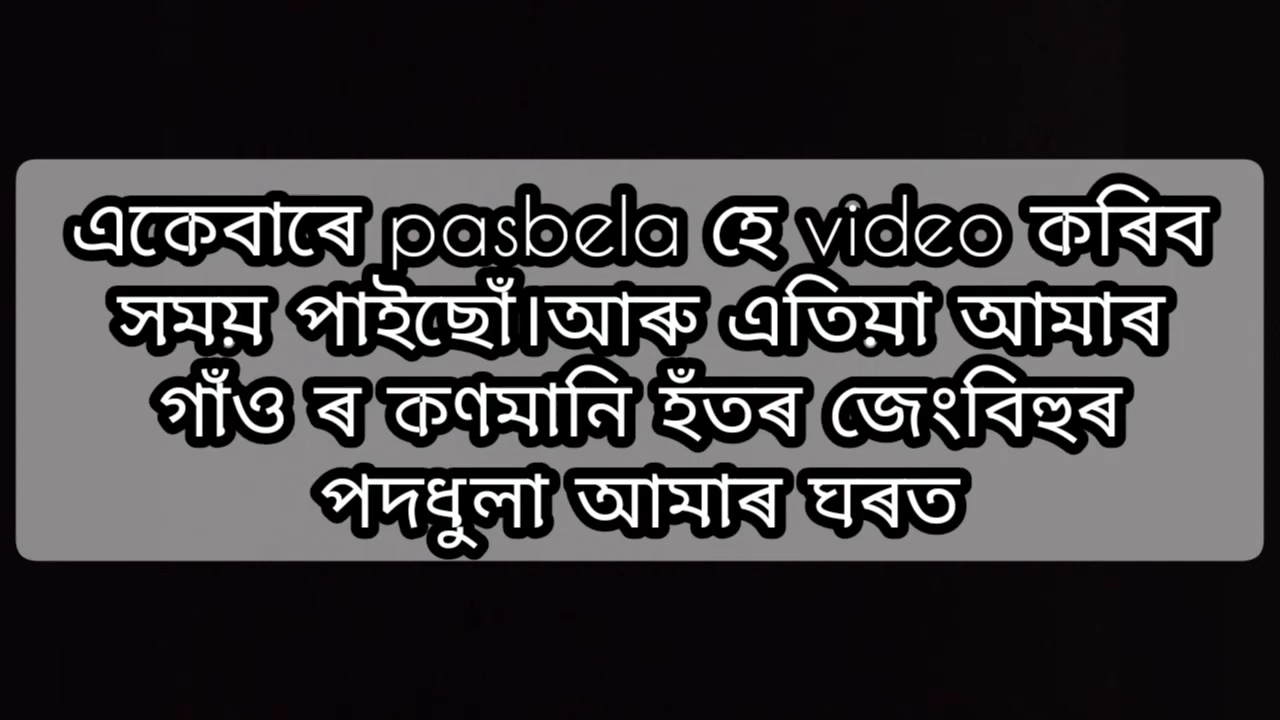 একেবাৰে pasbela হে video কৰিব
সময় পাইছোঁ।আৰু এতিয়া আমাৰ
গাঁও ৰ কণমানি হঁতৰ জেংবিহুৰ
পদধুলা আমাৰ ঘৰত